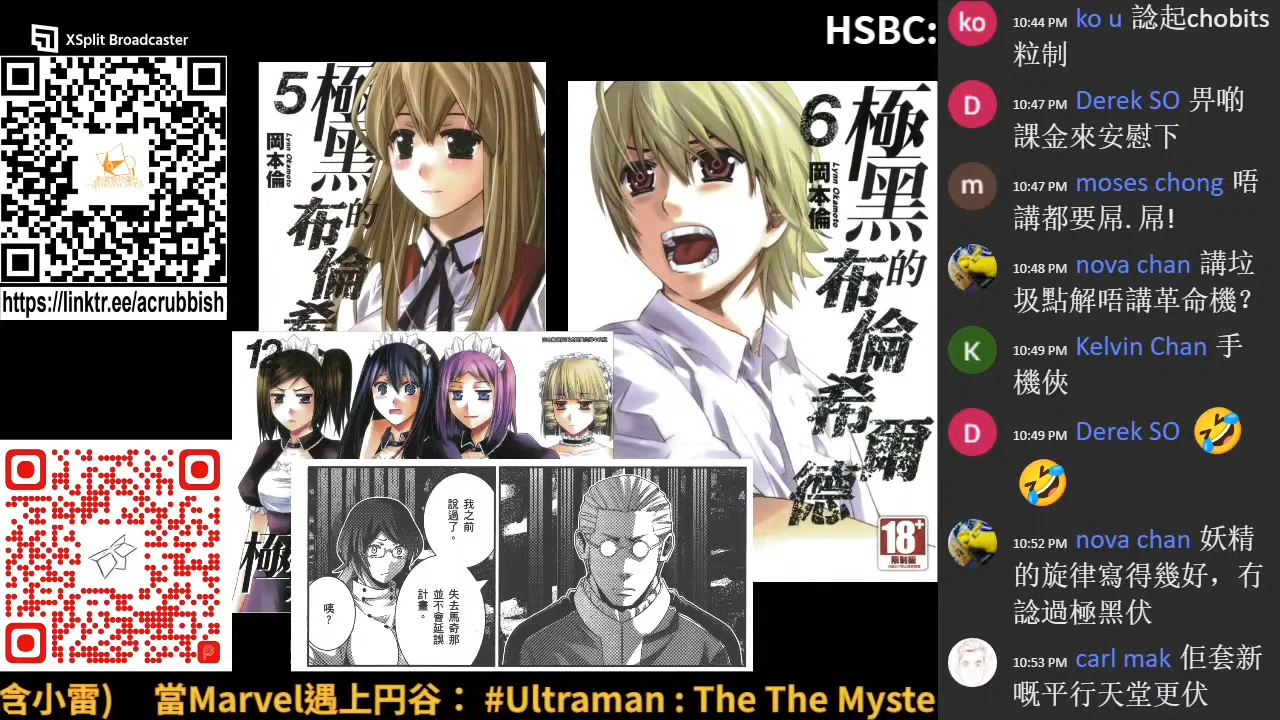 XSplit Broadcaster
https://linktr.ee/acrubbish
HSBC:
5
極黑的布倫希
岡本倫
Lynn Okamoto
6
極黑的布倫希爾德
岡本倫
Lynn Okamoto
18+
限制級
極
我之前
說過了。
失去馬奇那
並不會延誤
計畫。
咦?
含小雷) 當Marvel遇上円谷： #Ultraman : The The Myste
10:44 PM ko u 諗起chobits
粒制
10:47 PM Derek SO 畀啲
課金來安慰下
10:47 PM moses chong 唔
講都要屌.屌!
10:48 PM nova chan 講垃
圾點解唔講革命機?
10:49 PM Kelvin Chan 手
機俠
10:49 PM Derek SO 🤣
🤣
10:52 PM nova chan 妖精
的旋律寫得幾好，冇
諗過極黑伏
10:53 PM carl mak 佢套新
嘅平行天堂更伏